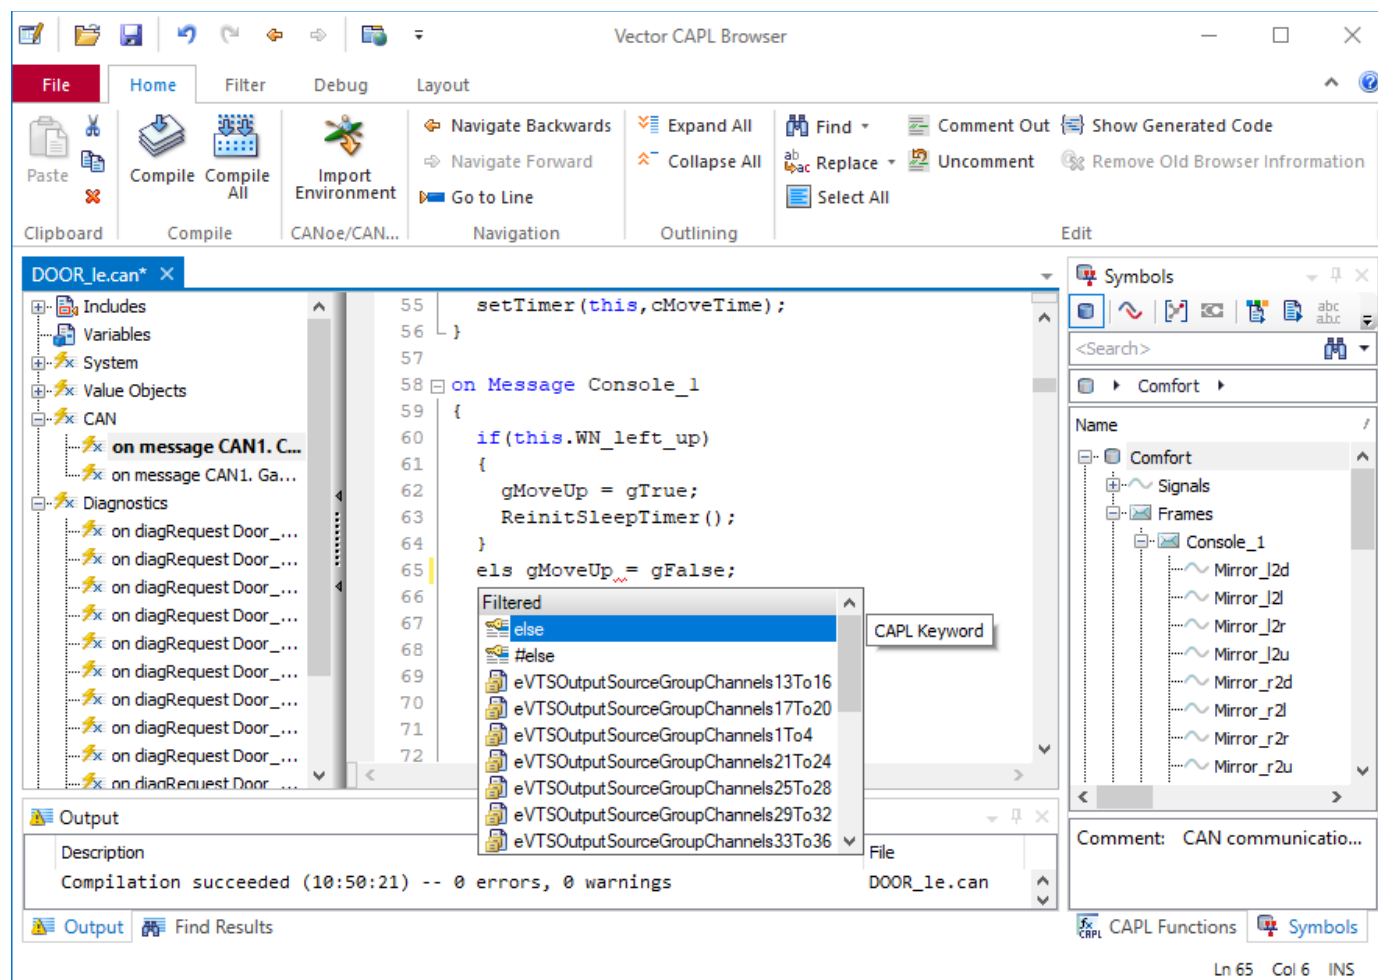 Vector CAPL Browser
File Home Filter Debug Layout
Paste
Compile
Compile All
Import Environment
Navigate Backwards
Navigate Forward
Go to Line
Expand All
Collapse All
Find
Replace
Select All
Comment Out
Uncomment
Show Generated Code
Remove Old Browser Infrormation
Clipboard Compile CANoe/CAN... Navigation Outlining Edit
DOOR_le.can*
Includes
Variables
System
Value Objects
CAN
on message CAN1. C...
on message CAN1. Ga...
Diagnostics
on diagRequest Door_...
on diagRequest Door_...
on diagRequest Door_...
on diagRequest Door_...
on diagRequest Door_...
on diagRequest Door_...
on diagRequest Door_...
on diagRequest Door_...
on diagRequest Door_...
on diagRequest Door_...
55 setTimer(this,cMoveTime);
56 }
57
58 on Message Console_1
59 {
60 if(this.WN_left_up)
61 {
62 gMoveUp = gTrue;
63 ReinitSleepTimer();
64 }
65 els gMoveUp = gFalse;
66
67
68
69
70
71
72
Filtered
else
#else
eVTSOutputSourceGroupChannels13To16
eVTSOutputSourceGroupChannels17To20
eVTSOutputSourceGroupChannels1To4
eVTSOutputSourceGroupChannels21To24
eVTSOutputSourceGroupChannels25To28
eVTSOutputSourceGroupChannels29To32
eVTSOutputSourceGroupChannels33To36
CAPL Keyword
Symbols
abc
a.b.c
<Search>
Comfort
Name /
Comfort
Signals
Frames
Console_1
Mirror_l2d
Mirror_l2l
Mirror_l2r
Mirror_l2u
Mirror_r2d
Mirror_r2l
Mirror_r2r
Mirror_r2u
Comment: CAN communicatio...
CAPL Functions Symbols
Output
Description File
Compilation succeeded (10:50:21) -- 0 errors, 0 warnings DOOR_le.can
Output Find Results
Ln 65 Col 6 INS